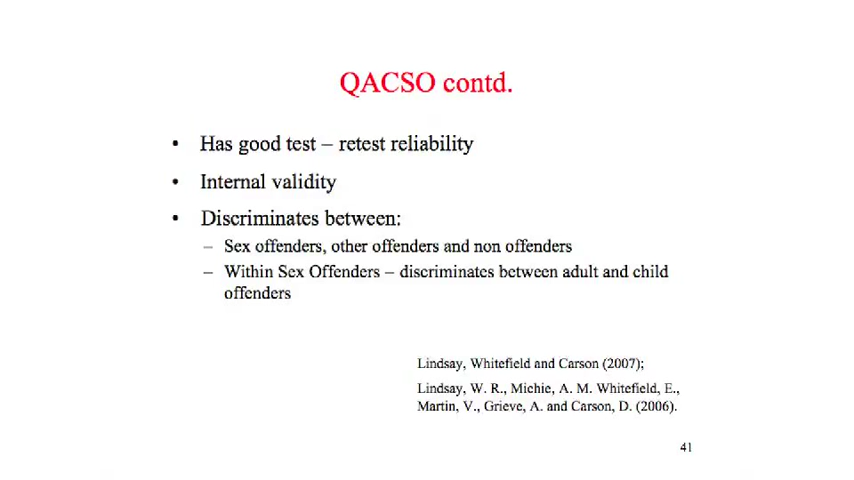 QACSO contd.
• Has good test – retest reliability
• Internal validity
• Discriminates between:
– Sex offenders, other offenders and non offenders
– Within Sex Offenders – discriminates between adult and child
offenders
Lindsay, Whitefield and Carson (2007);
Lindsay, W. R., Michie, A. M. Whitefield, E.,
Martin, V., Grieve, A. and Carson, D. (2006).
41